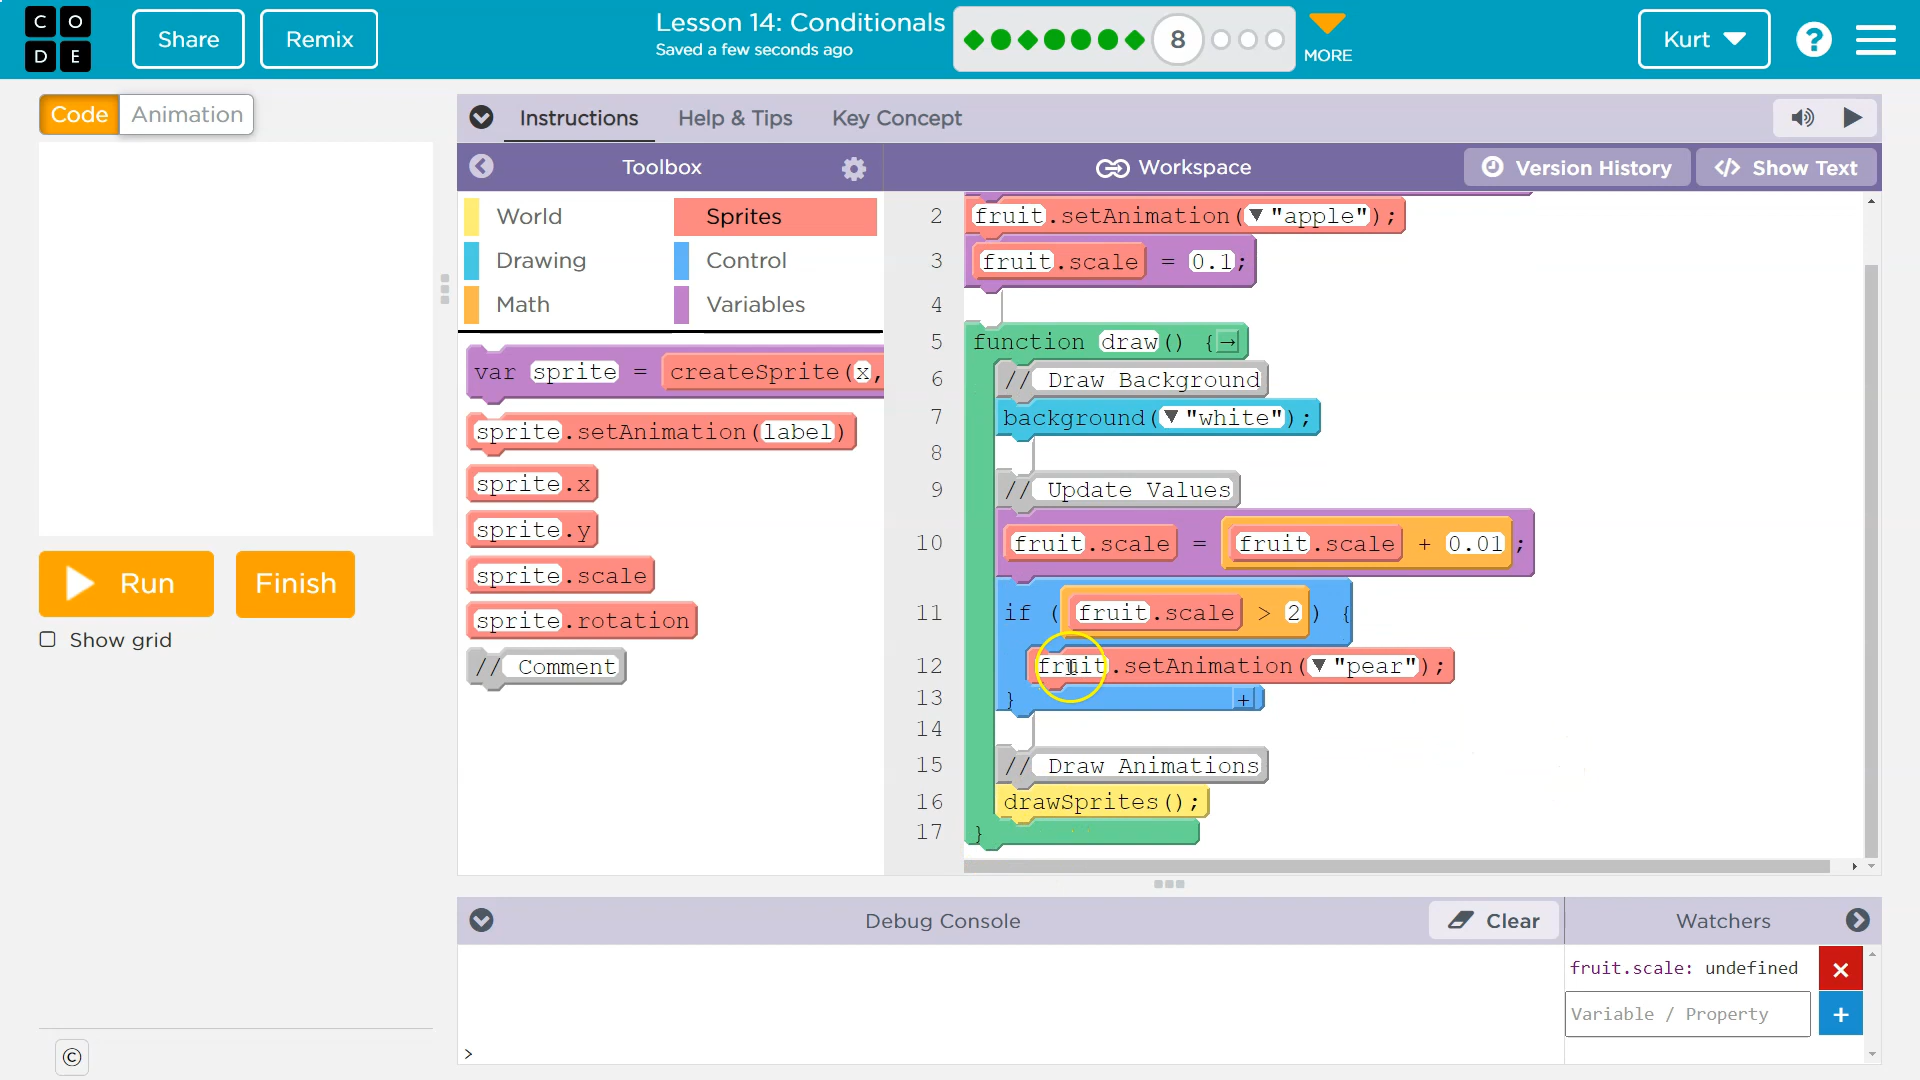 C O D E
Share
Remix
Lesson 14: Conditionals
Saved a few seconds ago
8
MORE
Kurt
?
Code
Animation
Instructions
Help & Tips
Key Concept
Toolbox
Workspace
Version History
</> Show Text
World
Sprites
Drawing
Control
Math
Variables
var sprite = createSprite(x,
sprite.setAnimation(label)
sprite.x
sprite.y
sprite.scale
sprite.rotation
// Comment
2 fruit.setAnimation(▼"apple");
3 fruit.scale = 0.1;
4
5 function draw() {→
6 // Draw Background
7 background(▼"white");
8
9 // Update Values
10 fruit.scale = fruit.scale + 0.01;
11 if (fruit.scale > 2) {
12 fruit.setAnimation(▼"pear");
13 } +
14
15 // Draw Animations
16 drawSprites();
17 }
Run
Finish
Show grid
©
Debug Console
Clear
Watchers
fruit.scale: undefined
Variable / Property
+
>